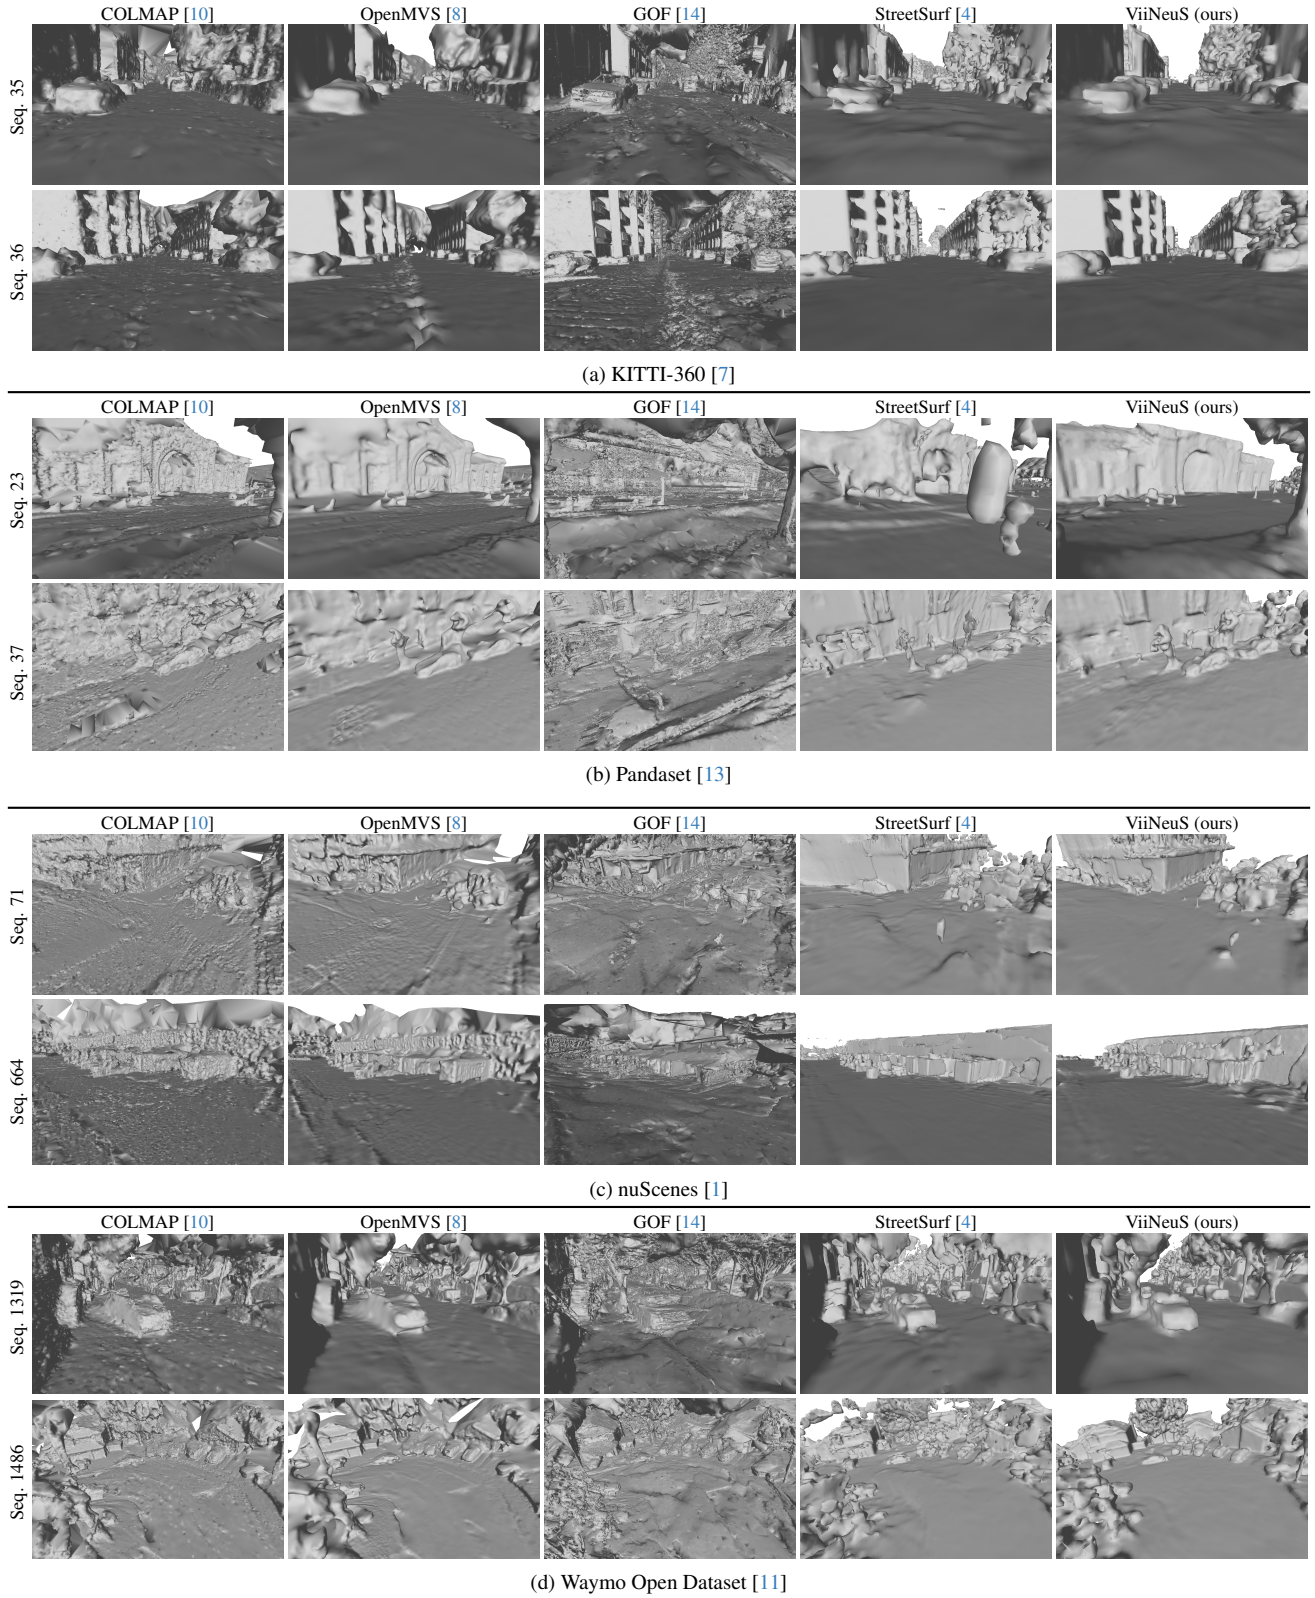 COLMAP [10] OpenMVS [8] GOF [14] StreetSurf [4] ViiNeuS (ours)
Seq. 35
Seq. 36
(a) KITTI-360 [7]
COLMAP [10] OpenMVS [8] GOF [14] StreetSurf [4] ViiNeuS (ours)
Seq. 23
Seq. 37
(b) Pandaset [13]
COLMAP [10] OpenMVS [8] GOF [14] StreetSurf [4] ViiNeuS (ours)
Seq. 71
Seq. 664
(c) nuScenes [1]
COLMAP [10] OpenMVS [8] GOF [14] StreetSurf [4] ViiNeuS (ours)
Seq. 1319
Seq. 1486
(d) Waymo Open Dataset [11]